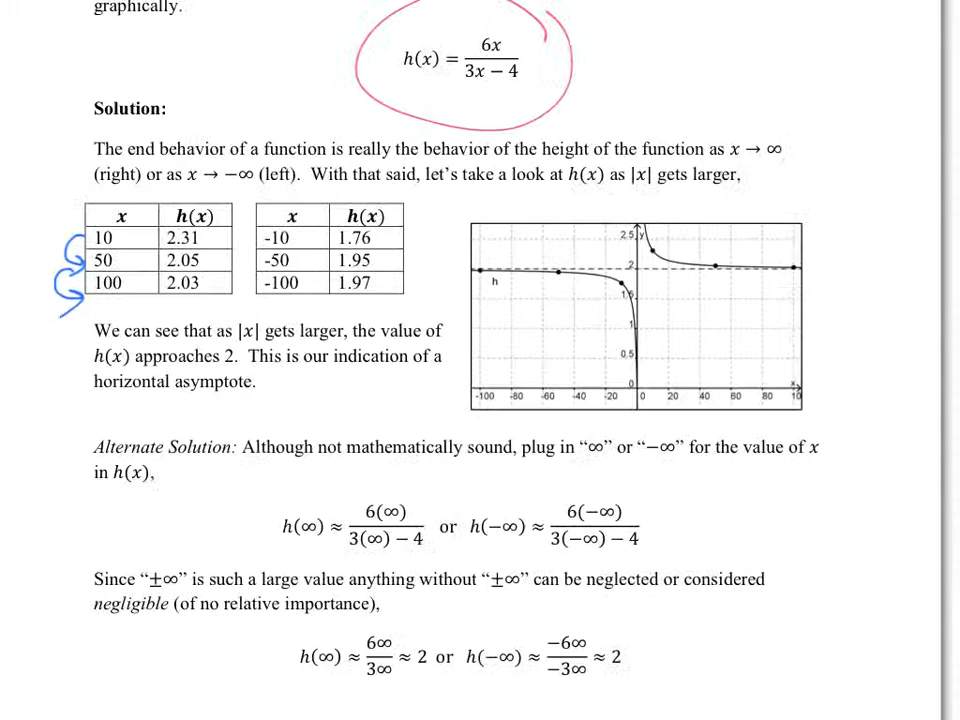 graphically.
h(x) = 6x / 3x − 4
Solution:
The end behavior of a function is really the behavior of the height of the function as x → ∞
(right) or as x → −∞ (left). With that said, let's take a look at h(x) as |x| gets larger,
x h(x) x h(x)
10 2.31 -10 1.76
50 2.05 -50 1.95
100 2.03 -100 1.97
2.5 y
2
h
1.5
1
0.5
0 x
-100 -80 -60 -40 -20 0 20 40 60 80 10
We can see that as |x| gets larger, the value of
h(x) approaches 2. This is our indication of a
horizontal asymptote.
Alternate Solution: Although not mathematically sound, plug in “∞” or “−∞” for the value of x
in h(x),
h(∞) ≈ 6(∞) / 3(∞) − 4 or h(−∞) ≈ 6(−∞) / 3(−∞) − 4
Since “±∞” is such a large value anything without “±∞” can be neglected or considered
negligible (of no relative importance),
h(∞) ≈ 6∞ / 3∞ ≈ 2 or h(−∞) ≈ −6∞ / −3∞ ≈ 2